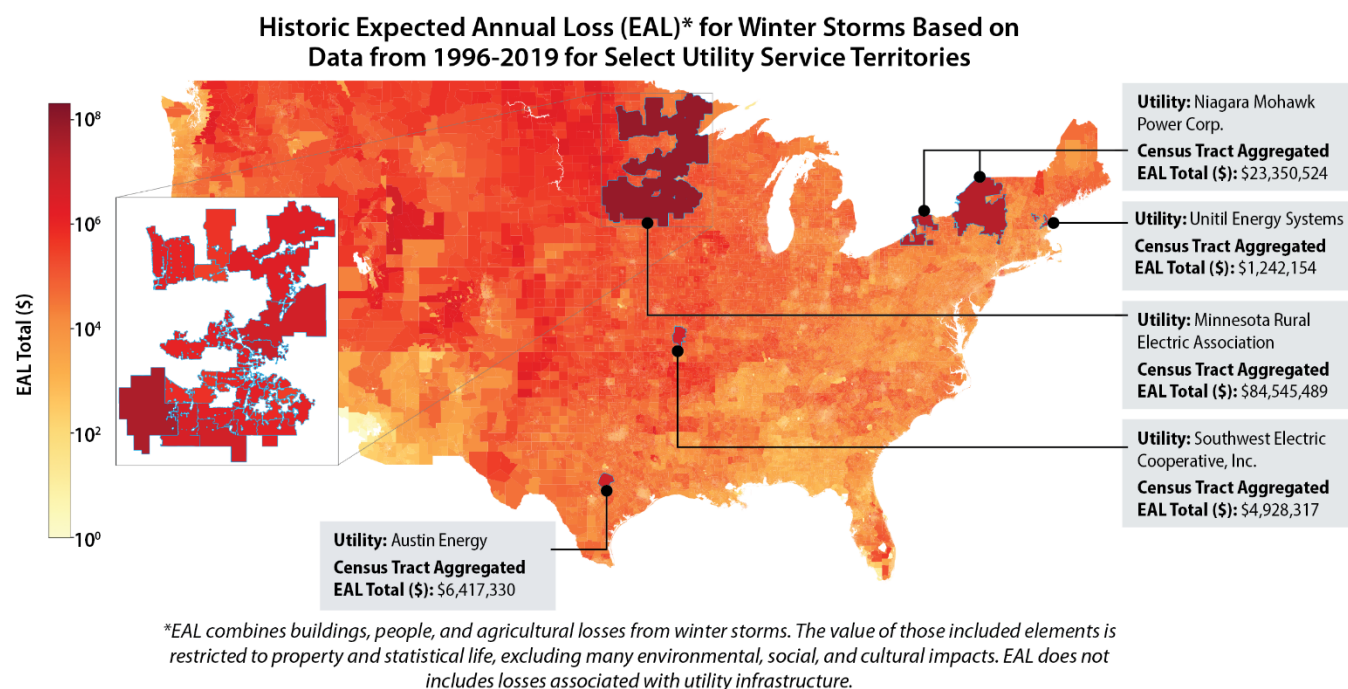 Historic Expected Annual Loss (EAL)* for Winter Storms Based on
Data from 1996-2019 for Select Utility Service Territories
EAL Total ($)
10⁸
10⁶
10⁴
10²
10⁰
Utility: Niagara Mohawk
Power Corp.
Census Tract Aggregated
EAL Total ($): $23,350,524
Utility: Unitil Energy Systems
Census Tract Aggregated
EAL Total ($): $1,242,154
Utility: Minnesota Rural
Electric Association
Census Tract Aggregated
EAL Total ($): $84,545,489
Utility: Southwest Electric
Cooperative, Inc.
Census Tract Aggregated
EAL Total ($): $4,928,317
Utility: Austin Energy
Census Tract Aggregated
EAL Total ($): $6,417,330
*EAL combines buildings, people, and agricultural losses from winter storms. The value of those included elements is
restricted to property and statistical life, excluding many environmental, social, and cultural impacts. EAL does not
includes losses associated with utility infrastructure.